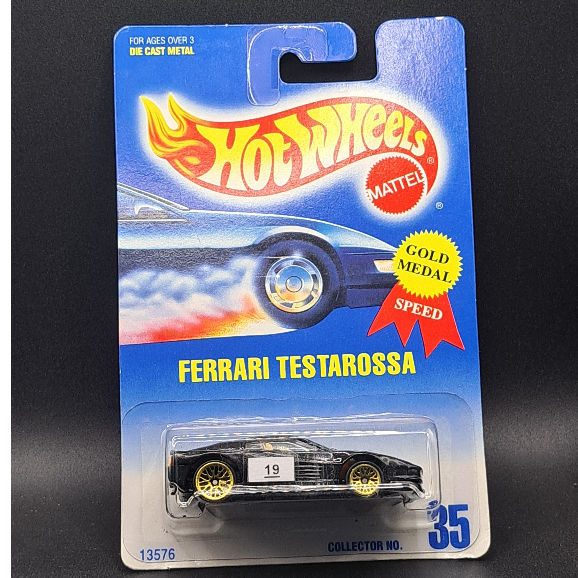 FOR AGES OVER 3
DIE CAST METAL
HOT WHEELS®
MATTEL
®
GOLD
MEDAL
SPEED
FERRARI TESTAROSSA
19
13576
COLLECTOR NO.
35